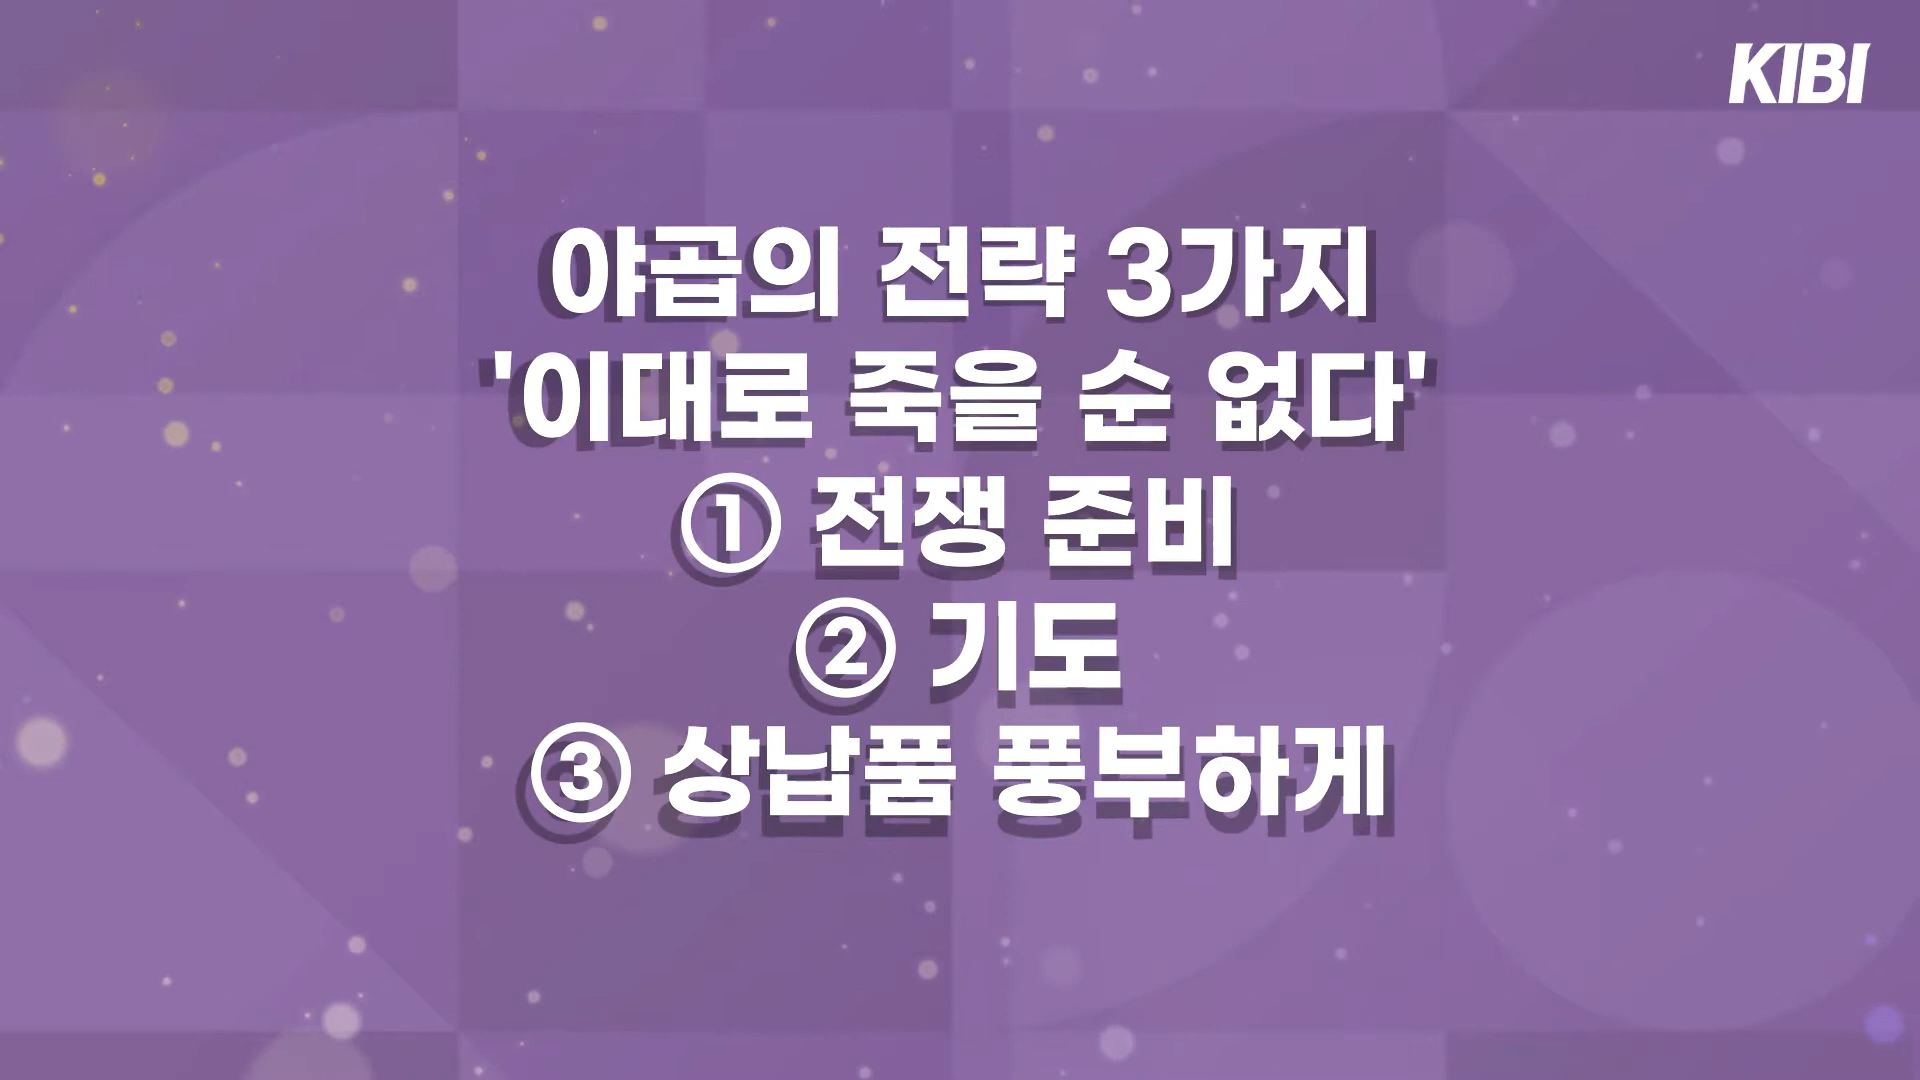 KIBI
야곱의 전략 3가지
'이대로 죽을 순 없다'
① 전쟁 준비
② 기도
③ 상납품 풍부하게